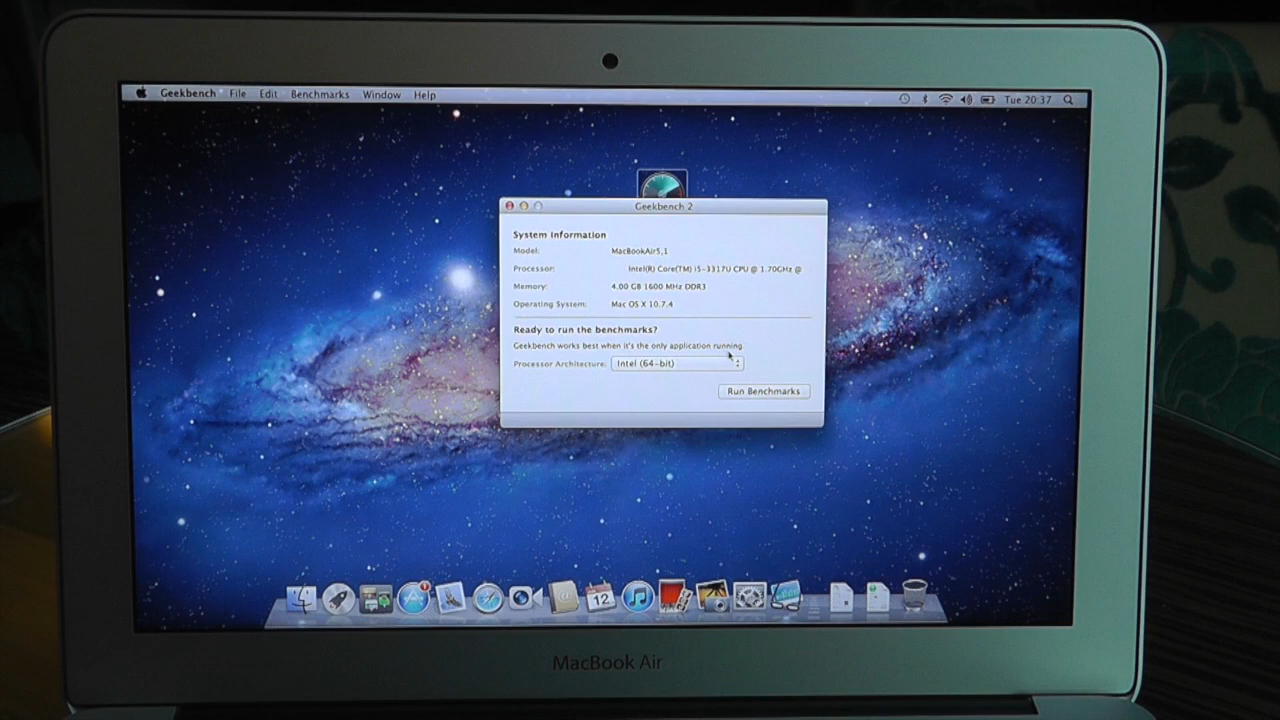 Geekbench File Edit Benchmarks Window Help Tue 20:37
Geekbench 2
System Information
Model: MacBookAir5,1
Processor: Intel(R) Core(TM) i5-3317U CPU @ 1.70GHz @
Memory: 4.00 GB 1600 MHz DDR3
Operating System: Mac OS X 10.7.4
Ready to run the benchmarks?
Geekbench works best when it's the only application running
Processor Architecture: Intel (64-bit)
Run Benchmarks
1
12
MacBook Air